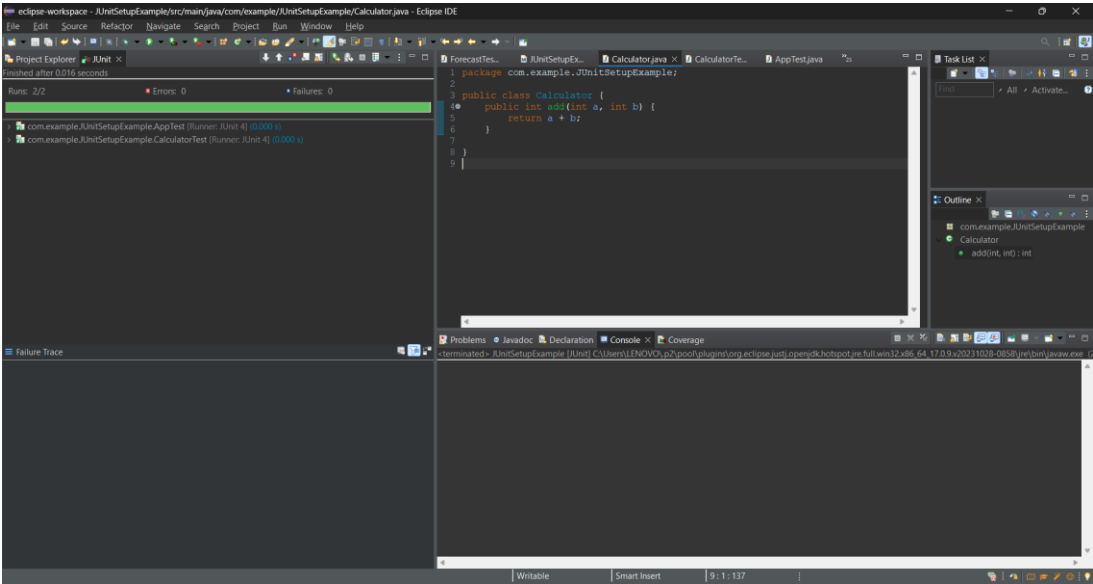 eclipse-workspace - JUnitSetupExample/src/main/java/com/example/JUnitSetupExample/Calculator.java - Eclipse IDE
File Edit Source Refactor Navigate Search Project Run Window Help
Project Explorer JUnit
Finished after 0.016 seconds
Runs: 2/2 Errors: 0 Failures: 0
com.example.JUnitSetupExample.AppTest [Runner: JUnit 4] (0.000 s)
com.example.JUnitSetupExample.CalculatorTest [Runner: JUnit 4] (0.000 s)
Failure Trace
ForecastTes... JUnitSetupEx... Calculator.java CalculatorTe... AppTest.java
1 package com.example.JUnitSetupExample;
2
3 public class Calculator {
4 public int add(int a, int b) {
5 return a + b;
6 }
7
8 }
9
Task List
Find All Activate...
Outline
com.example.JUnitSetupExample
Calculator
add(int, int) : int
Problems Javadoc Declaration Console Coverage
<terminated> JUnitSetupExample [JUnit] C:\Users\LENOVO\.p2\pool\plugins\org.eclipse.justj.openjdk.hotspot.jre.full.win32.x86_64_17.0.9.v20231028-0858\jre\bin\javaw.exe
Writable Smart Insert 9 : 1 : 137